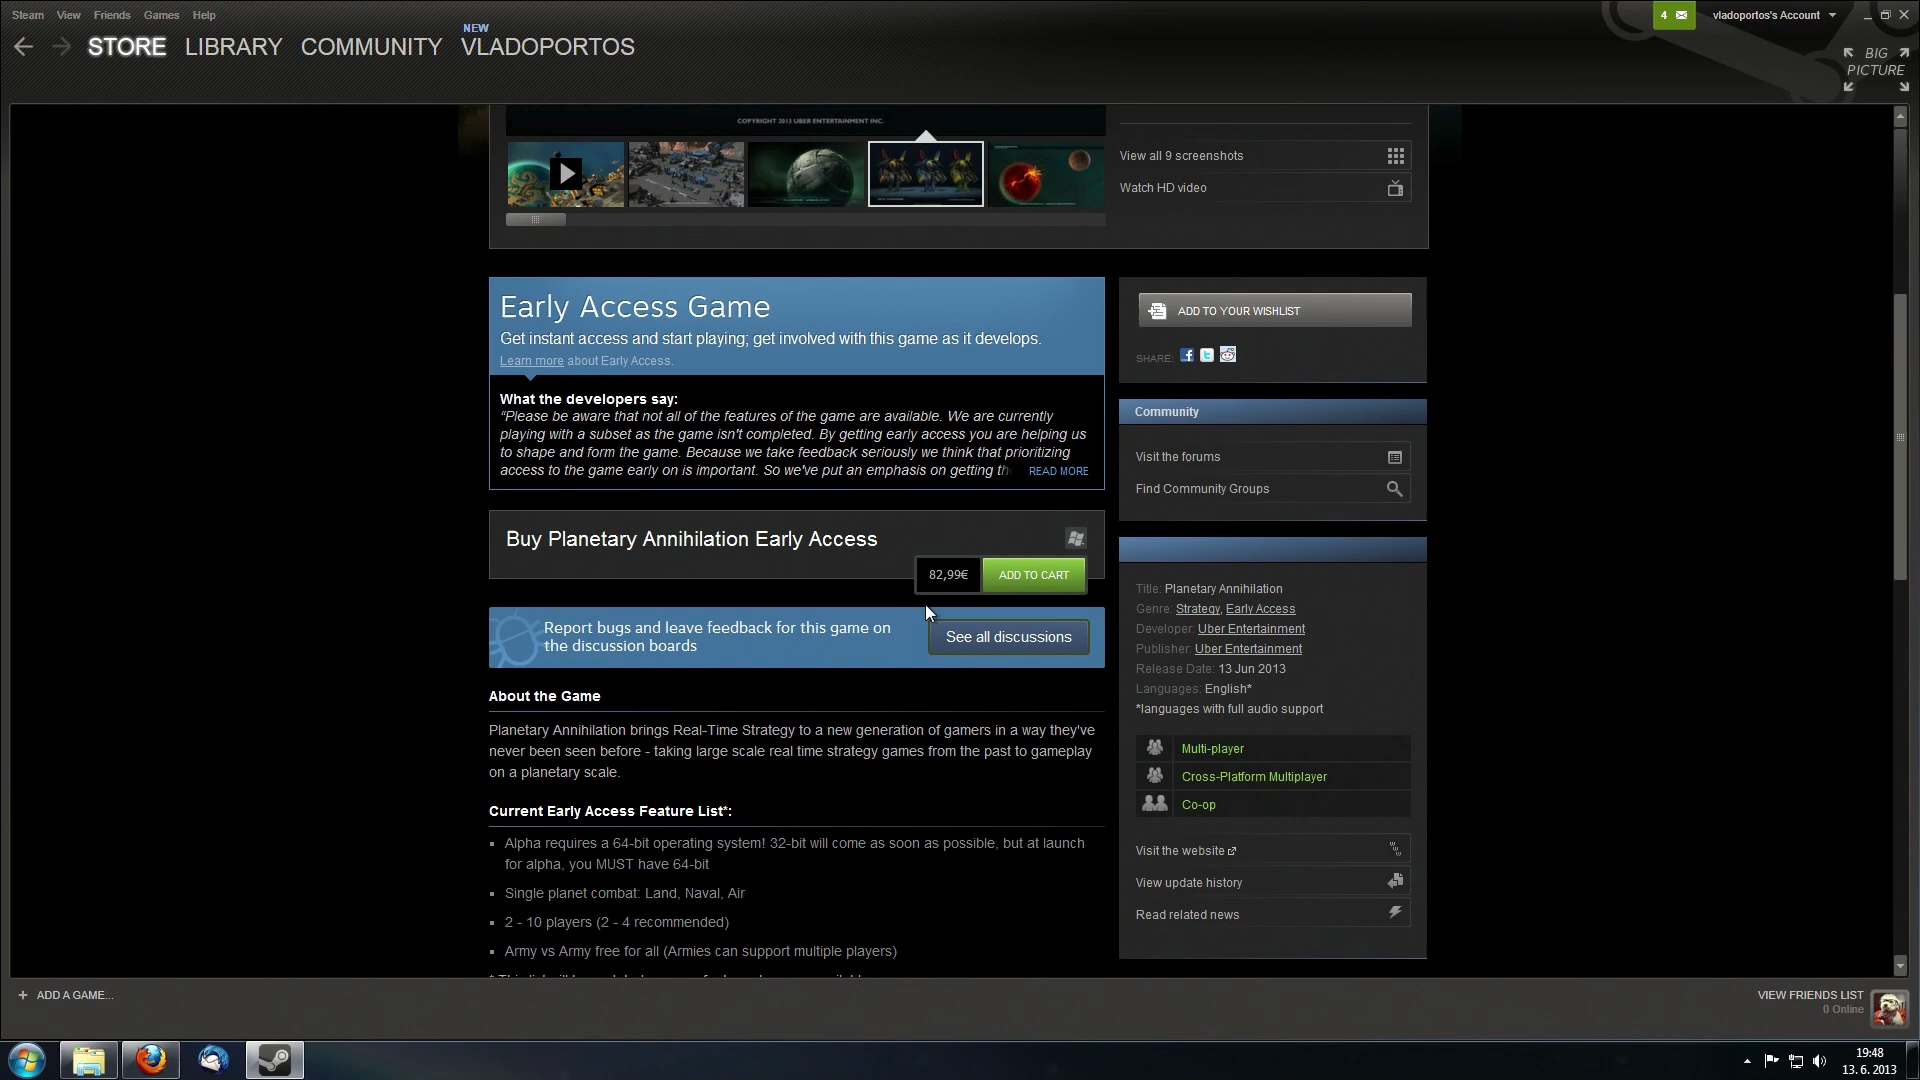 Steam View Friends Games Help
4
vladoportos's Account
NEW
STORE LIBRARY COMMUNITY VLADOPORTOS
BIG
PICTURE
COPYRIGHT 2013 UBER ENTERTAINMENT INC.
View all 9 screenshots
Watch HD video
Early Access Game
Get instant access and start playing; get involved with this game as it develops.
Learn more about Early Access.
What the developers say:
“Please be aware that not all of the features of the game are available. We are currently
playing with a subset as the game isn't completed. By getting early access you are helping us
to shape and form the game. Because we take feedback seriously we think that prioritizing
access to the game early on is important. So we've put an emphasis on getting th
READ MORE
Buy Planetary Annihilation Early Access
82,99€
ADD TO CART
Report bugs and leave feedback for this game on
the discussion boards
See all discussions
About the Game
Planetary Annihilation brings Real-Time Strategy to a new generation of gamers in a way they've
never been seen before - taking large scale real time strategy games from the past to gameplay
on a planetary scale.
Current Early Access Feature List*:
Alpha requires a 64-bit operating system! 32-bit will come as soon as possible, but at launch
for alpha, you MUST have 64-bit
Single planet combat: Land, Naval, Air
2 - 10 players (2 - 4 recommended)
Army vs Army free for all (Armies can support multiple players)
ADD TO YOUR WISHLIST
SHARE:
Community
Visit the forums
Find Community Groups
Title: Planetary Annihilation
Genre: Strategy, Early Access
Developer: Uber Entertainment
Publisher: Uber Entertainment
Release Date: 13 Jun 2013
Languages: English*
*languages with full audio support
Multi-player
Cross-Platform Multiplayer
Co-op
Visit the website
View update history
Read related news
+ ADD A GAME...
VIEW FRIENDS LIST
0 Online
19:48
13. 6. 2013